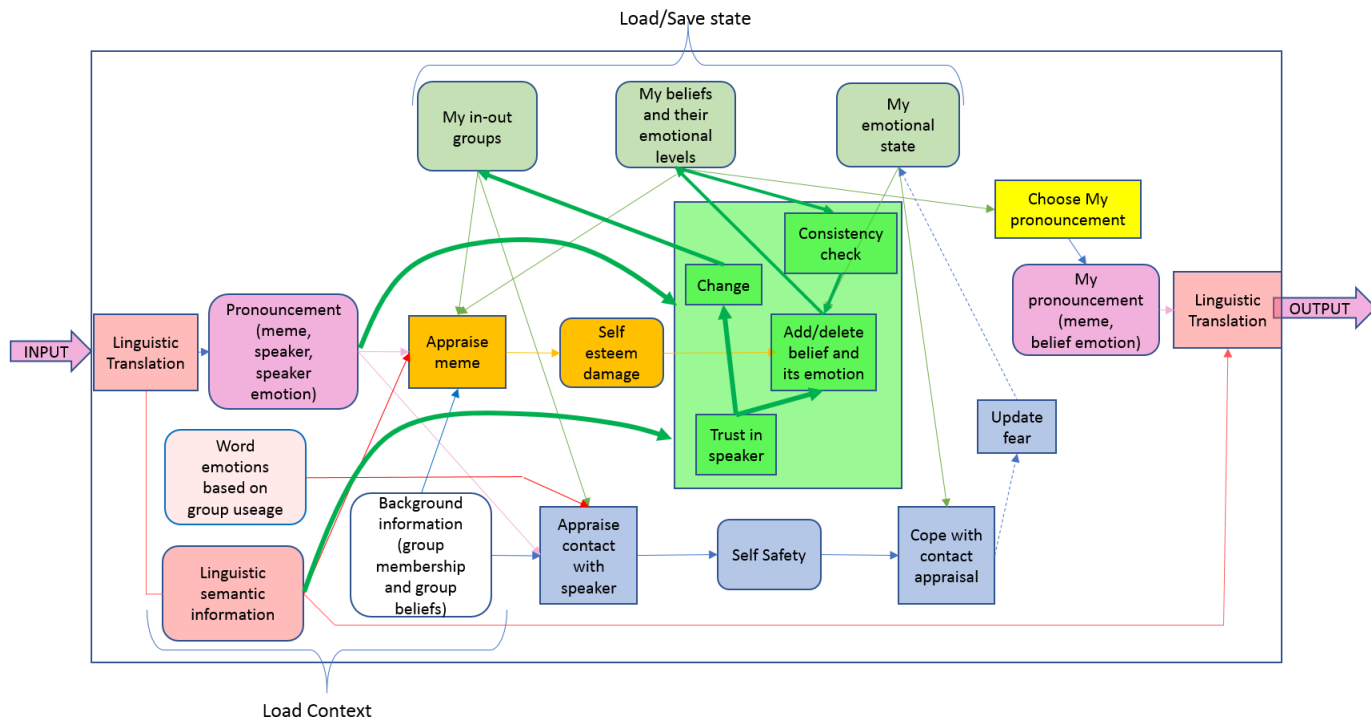 Load/Save state
My in-out
groups
My beliefs
and their
emotional
levels
My
emotional
state
Choose My
pronouncement
Consistency
check
Change
My
pronouncement
(meme,
belief emotion)
Linguistic
Translation
OUTPUT
INPUT
Linguistic
Translation
Pronouncement
(meme,
speaker,
speaker
emotion)
Appraise
meme
Self
esteem
damage
Add/delete
belief and
its emotion
Trust in
speaker
Update
fear
Word
emotions
based on
group useage
Background
information
(group
membership
and group
beliefs)
Appraise
contact
with
speaker
Self Safety
Cope with
contact
appraisal
Linguistic
semantic
information
Load Context